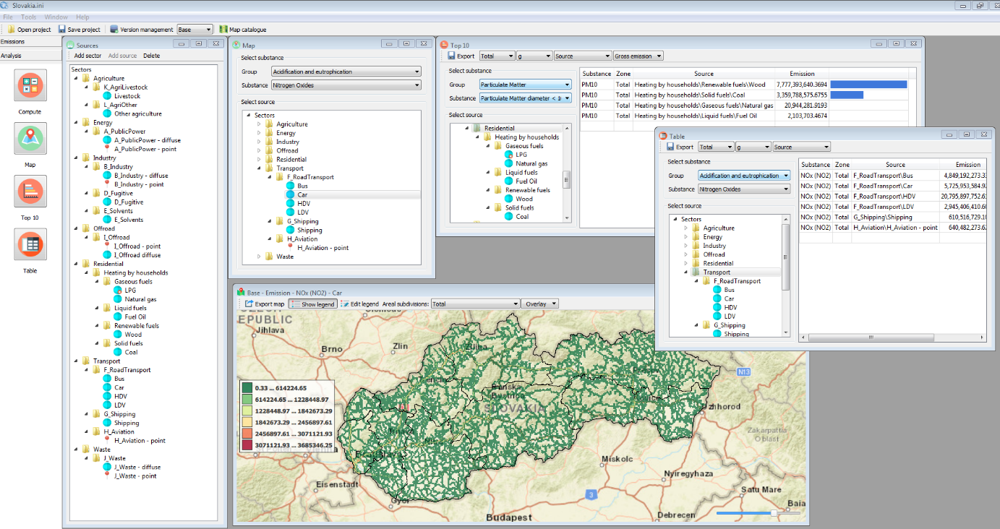 Slovakia.ini
File Tools Window Help
Open project Save project Version management Base Map catalogue
Emissions
Analysis
Compute
Map
Top 10
Table
Sources
Add sector Add source Delete
Sectors
Agriculture
K_AgriLivestock
Livestock
L_AgriOther
Other agriculture
Energy
A_PublicPower
A_PublicPower - diffuse
A_PublicPower - point
Industry
B_Industry
B_Industry - diffuse
B_Industry - point
D_Fugitive
D_Fugitive
E_Solvents
E_Solvents
Offroad
I_Offroad
I_Offroad - point
I_Offroad diffuse
Residential
Heating by households
Gaseous fuels
LPG
Natural gas
Liquid fuels
Fuel Oil
Renewable fuels
Wood
Solid fuels
Coal
Transport
F_RoadTransport
Bus
Car
HDV
LDV
G_Shipping
Shipping
H_Aviation
H_Aviation - point
Waste
J_Waste
J_Waste - diffuse
J_Waste - point
Map
Select substance
Group Acidification and eutrophication
Substance Nitrogen Oxides
Select source
Sectors
Agriculture
Energy
Industry
Offroad
Residential
Transport
F_RoadTransport
Bus
Car
HDV
LDV
G_Shipping
Shipping
H_Aviation
H_Aviation - point
Waste
Top 10
Export Total g Source Gross emission
Select substance
Group Particulate Matter
Substance Particulate Matter diameter < 1
Select source
Residential
Heating by households
Gaseous fuels
LPG
Natural gas
Liquid fuels
Fuel Oil
Renewable fuels
Wood
Solid fuels
Coal
Substance Zone Source Emission
PM10 Total Heating by households\Renewable fuels\Wood 7,777,393,640.3694
PM10 Total Heating by households\Solid fuels\Coal 3,359,788,575.6755
PM10 Total Heating by households\Gaseous fuels\Natural gas 20,944,281.9193
PM10 Total Heating by households\Liquid fuels\Fuel Oil 2,103,703.4674
Table
Export Total g Source
Select substance
Group Acidification and eutrophication
Substance Nitrogen Oxides
Select source
Sectors
Agriculture
Energy
Industry
Offroad
Residential
Transport
F_RoadTransport
Bus
Car
HDV
LDV
G_Shipping
Shipping
Substance Zone Source Emission
NOx (NO2) Total F_RoadTransport\Bus 4,849,192,273.3
NOx (NO2) Total F_RoadTransport\Car 5,725,953,584.9
NOx (NO2) Total F_RoadTransport\HDV 20,795,897,752.6
NOx (NO2) Total F_RoadTransport\LDV 2,945,406,410.6
NOx (NO2) Total G_Shipping\Shipping 610,516,729.1
NOx (NO2) Total H_Aviation\H_Aviation - point 640,482,273.6
Base - Emission - NOx (NO2) - Car
Export map Show legend Edit legend Areal subdivisions: Total Overlay
EPUBLIC
Jihlava
Brno
Zlin
Žilina
Trencin
Banska
Bystrica
SLOVAKIA
Presov
Kosice
N13
Uzhhorod
Zakarpattia
Oblast
0.33 ... 614224.65
614224.65 ... 1228448.97
1228448.97 ... 1842673.29
1842673.29 ... 2456897.61
2456897.61 ... 3071121.93
3071121.93 ... 3685346.25
Trnava
Nitra
Bratislava
Eisenstadt
Gyor
Miskolc
Nyiregyhaza
3
Satu Mare
Baia
Debrecen
Budapest